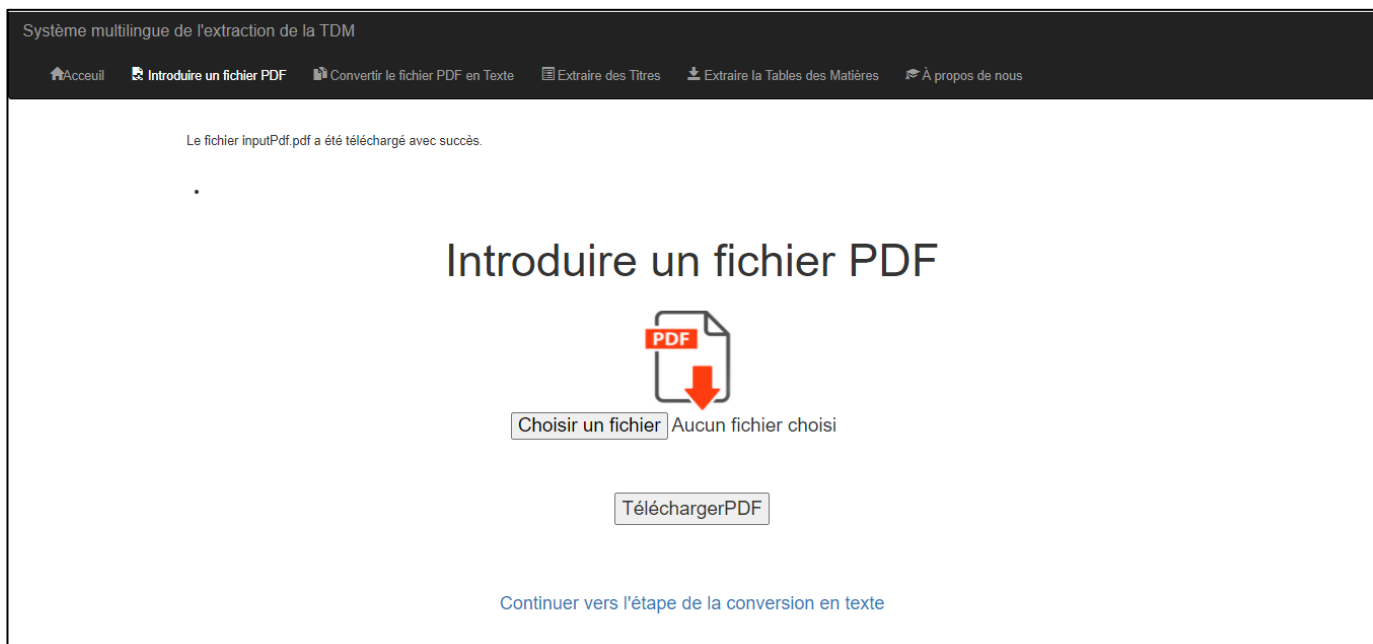 Système multilingue de l'extraction de la TDM
Acceuil Introduire un fichier PDF Convertir le fichier PDF en Texte Extraire des Titres Extraire la Tables des Matières À propos de nous
Le fichier inputPdf.pdf a été téléchargé avec succès.
Introduire un fichier PDF
PDF
Choisir un fichier Aucun fichier choisi
TéléchargerPDF
Continuer vers l'étape de la conversion en texte